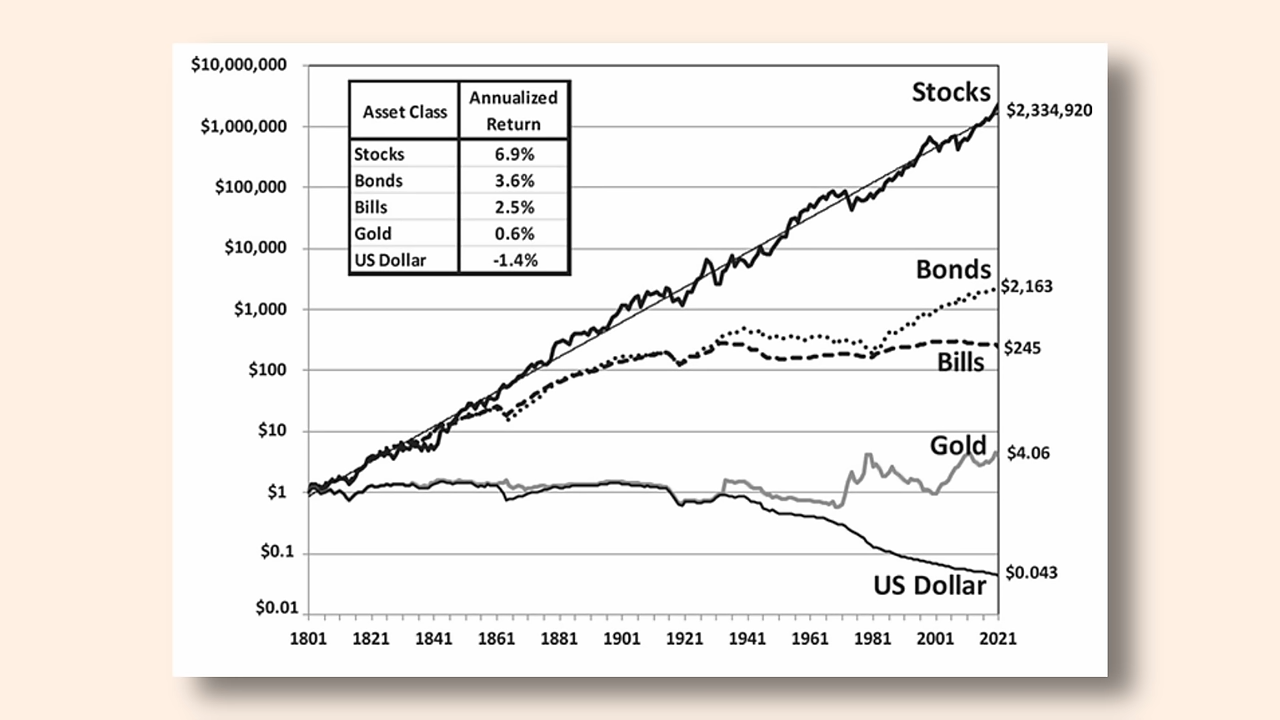 $10,000,000
$1,000,000
$100,000
$10,000
$1,000
$100
$10
$1
$0.1
$0.01
Asset Class Annualized Return
Stocks 6.9%
Bonds 3.6%
Bills 2.5%
Gold 0.6%
US Dollar -1.4%
Stocks
$2,334,920
Bonds
$2,163
$245
Bills
Gold
$4.06
$0.043
US Dollar
1801 1821 1841 1861 1881 1901 1921 1941 1961 1981 2001 2021